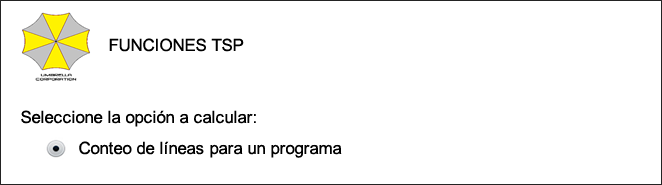 FUNCIONES TSP
UMBRELLA
CORPORATION
Seleccione la opción a calcular:
Conteo de líneas para un programa